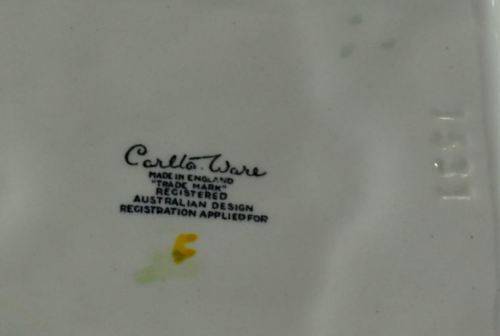 Carlton Ware
MADE IN ENGLAND
"TRADE MARK"
REGISTERED
AUSTRALIAN DESIGN
REGISTRATION APPLIED FOR